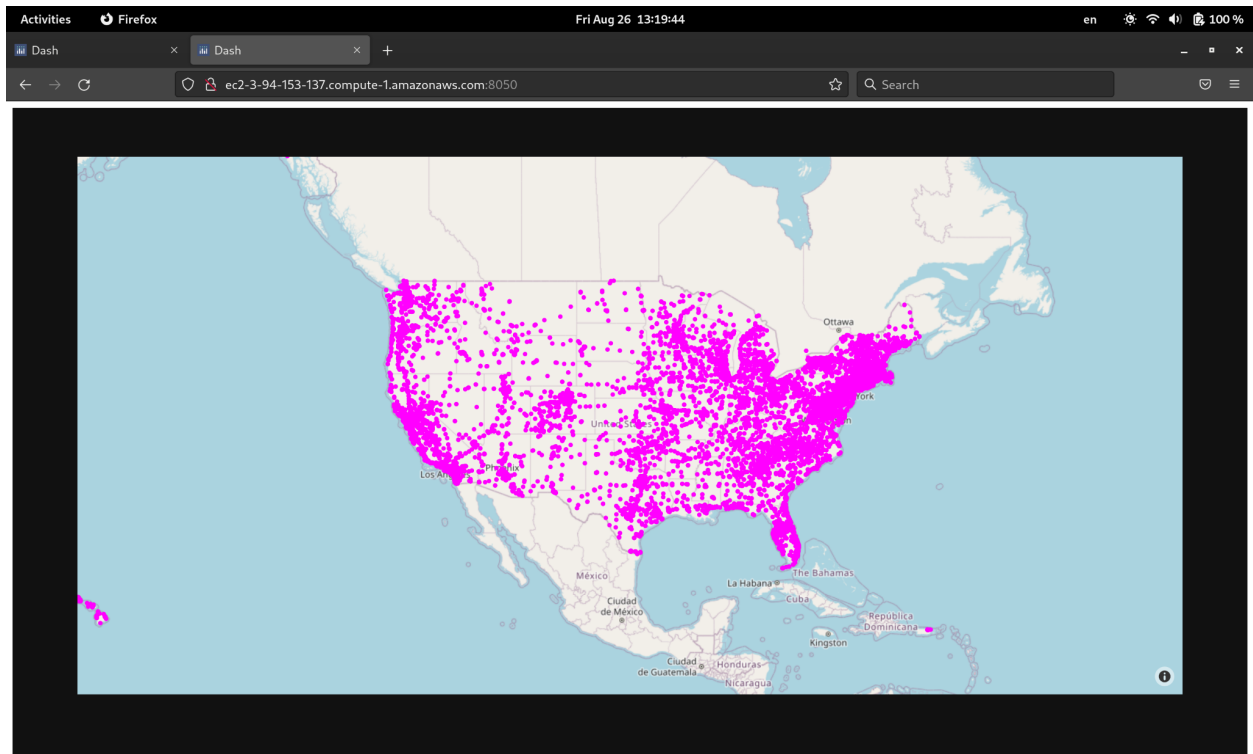 Activities Firefox Fri Aug 26 13:19:44 en 100 %
Dash Dash
ec2-3-94-153-137.compute-1.amazonaws.com:8050 Search
Ottawa
York
United States
Phoenix
México
The Bahamas
La Habana
Cuba
Ciudad
de México
República
Dominicana
Kingston
Ciudad
de Guatemala
Honduras
Nicaragua